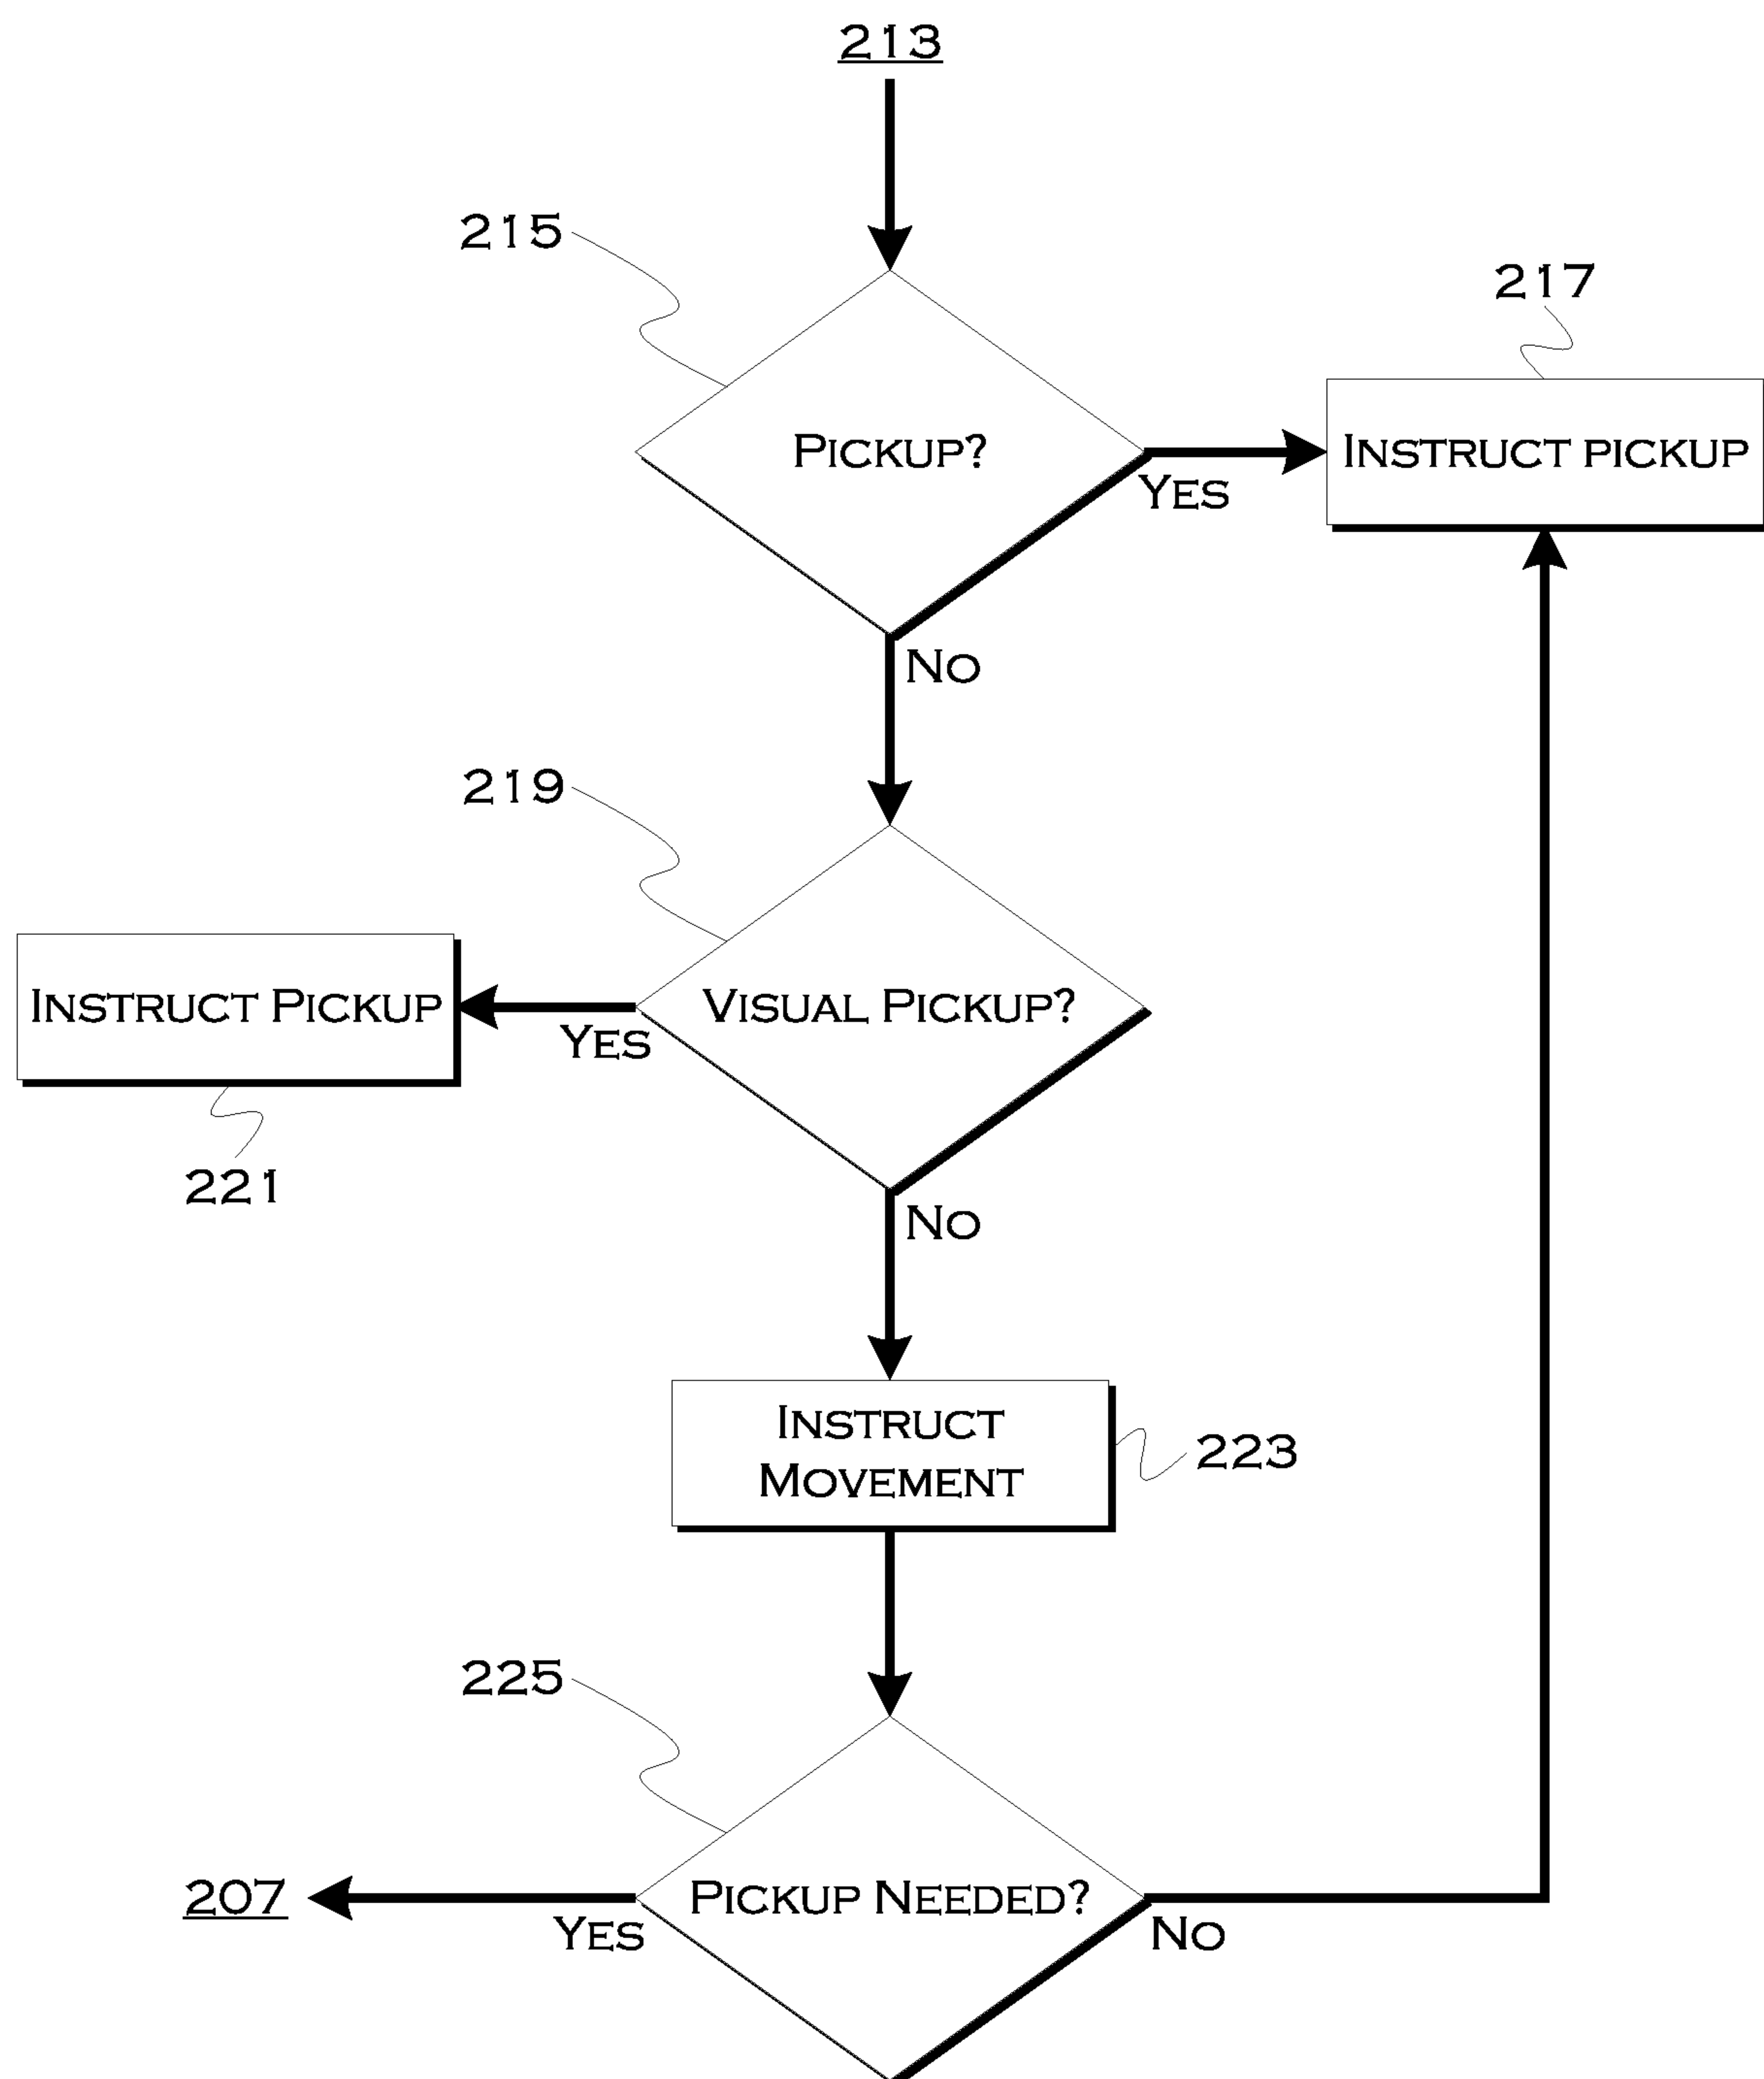 213
215
217
PICKUP?
INSTRUCT PICKUP
YES
NO
219
INSTRUCT PICKUP
VISUAL PICKUP?
YES
221
NO
INSTRUCT
MOVEMENT
223
225
207
PICKUP NEEDED?
YES
NO